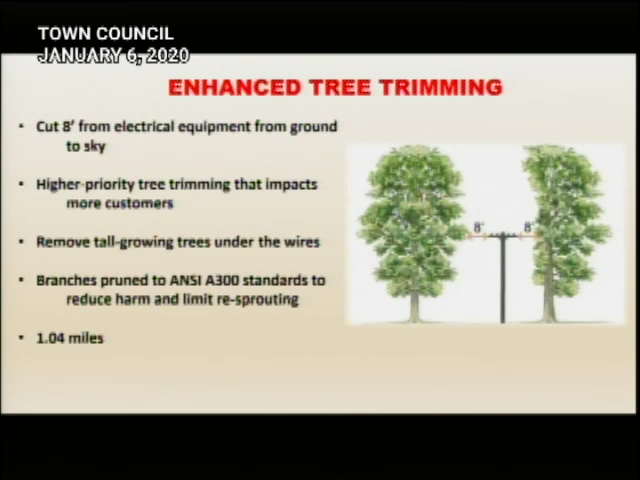 TOWN COUNCIL
JANUARY 6, 2020
ENHANCED TREE TRIMMING
• Cut 8' from electrical equipment from ground
to sky
• Higher-priority tree trimming that impacts
more customers
• Remove tall-growing trees under the wires
• Branches pruned to ANSI A300 standards to
reduce harm and limit re-sprouting
• 1.04 miles
8' 8'